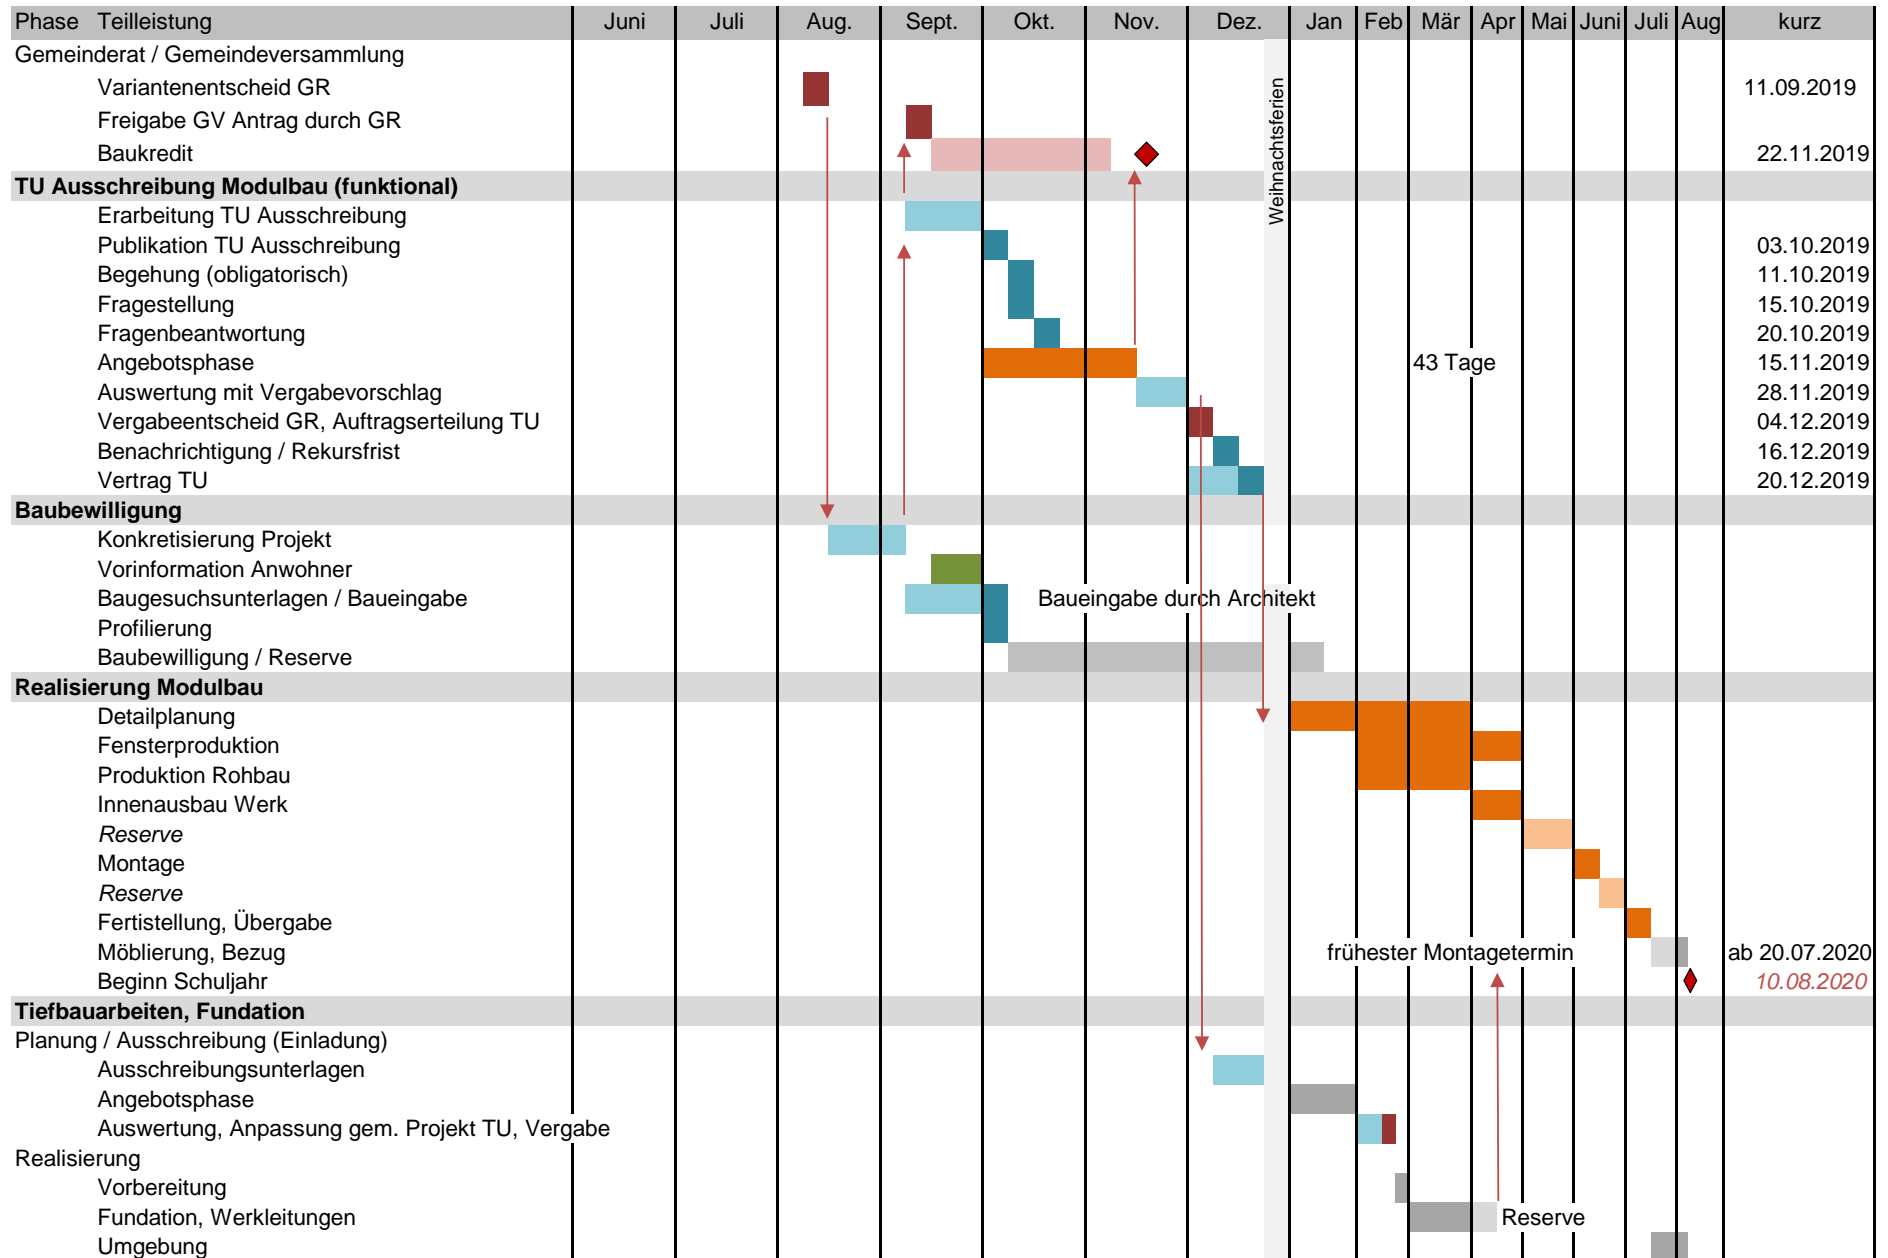 Phase Teilleistung Juni Juli Aug. Sept. Okt. Nov. Dez. Jan Feb Mär Apr Mai Juni Juli Aug kurz
Gemeinderat / Gemeindeversammlung
Variantenentscheid GR 11.09.2019
Freigabe GV Antrag durch GR
Baukredit 22.11.2019
Weihnachtsferien
TU Ausschreibung Modulbau (funktional)
Erarbeitung TU Ausschreibung
Publikation TU Ausschreibung 03.10.2019
Begehung (obligatorisch) 11.10.2019
Fragestellung 15.10.2019
Fragenbeantwortung 20.10.2019
Angebotsphase 43 Tage 15.11.2019
Auswertung mit Vergabevorschlag 28.11.2019
Vergabeentscheid GR, Auftragserteilung TU 04.12.2019
Benachrichtigung / Rekursfrist 16.12.2019
Vertrag TU 20.12.2019
Baubewilligung
Konkretisierung Projekt
Vorinformation Anwohner
Baugesuchsunterlagen / Baueingabe Baueingabe durch Architekt
Profilierung
Baubewilligung / Reserve
Realisierung Modulbau
Detailplanung
Fensterproduktion
Produktion Rohbau
Innenausbau Werk
Reserve
Montage
Reserve
Fertistellung, Übergabe
Möblierung, Bezug frühester Montagetermin ab 20.07.2020
Beginn Schuljahr 10.08.2020
Tiefbauarbeiten, Fundation
Planung / Ausschreibung (Einladung)
Ausschreibungsunterlagen
Angebotsphase
Auswertung, Anpassung gem. Projekt TU, Vergabe
Realisierung
Vorbereitung
Fundation, Werkleitungen Reserve
Umgebung